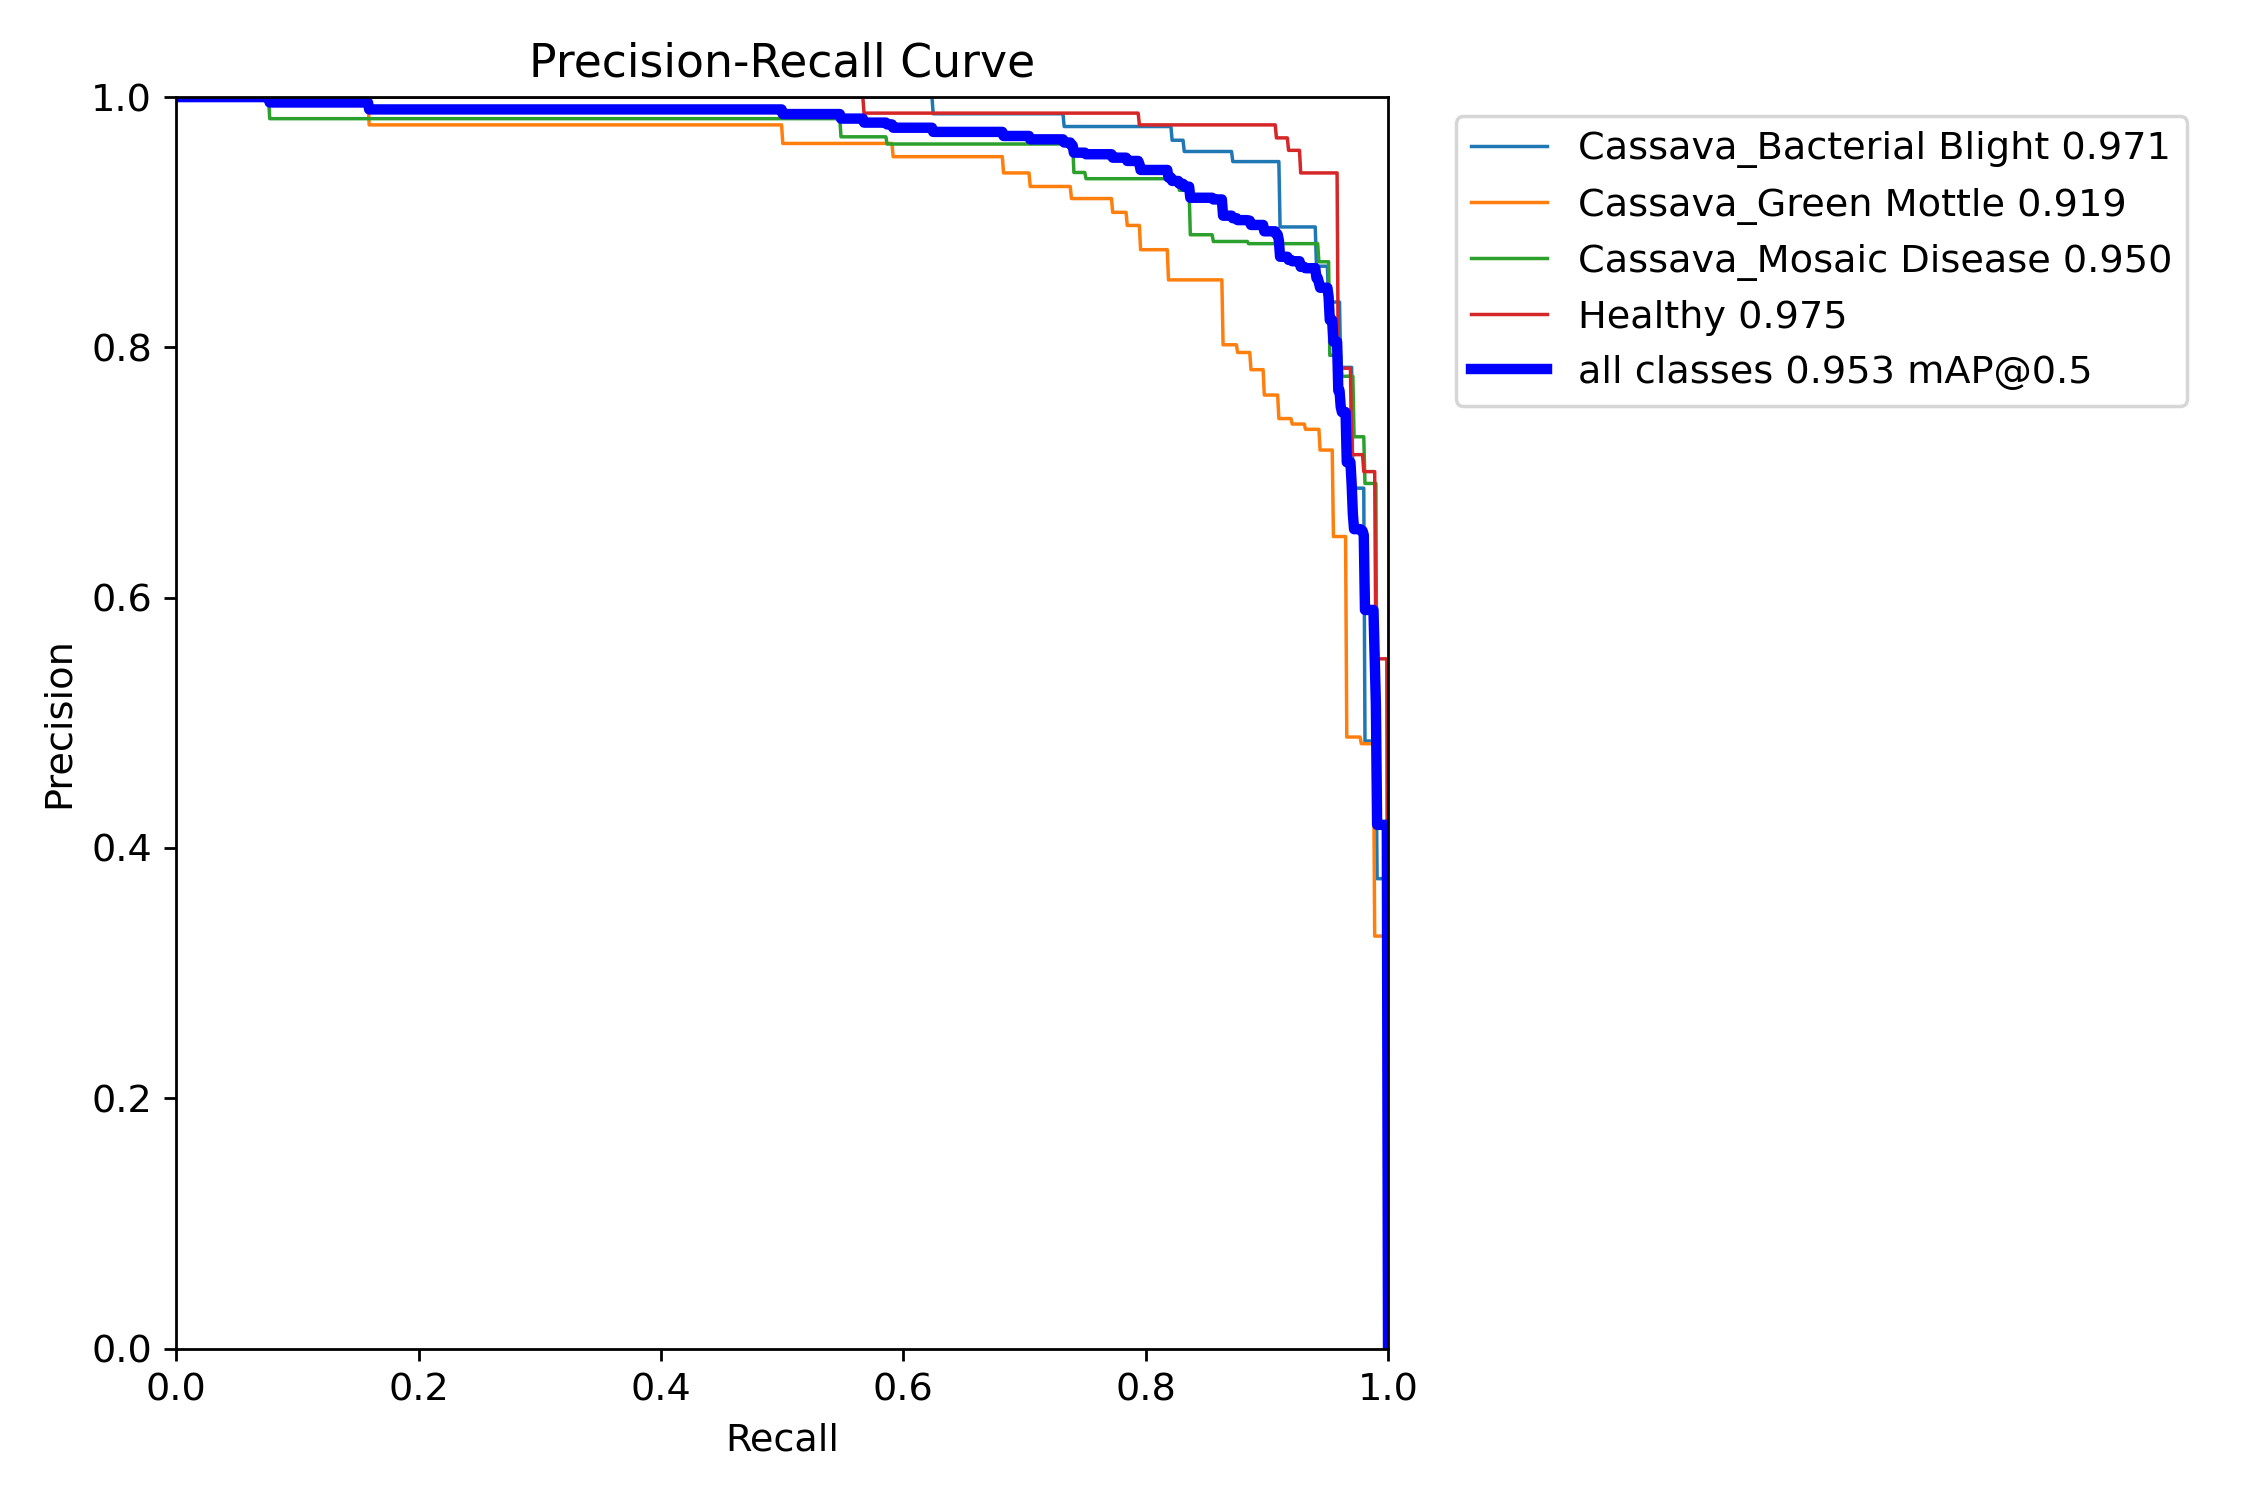 Precision-Recall Curve
1.0
0.8
0.6
0.4
0.2
0.0
Precision
0.0 0.2 0.4 0.6 0.8 1.0
Recall
Cassava_Bacterial Blight 0.971
Cassava_Green Mottle 0.919
Cassava_Mosaic Disease 0.950
Healthy 0.975
all classes 0.953 mAP@0.5